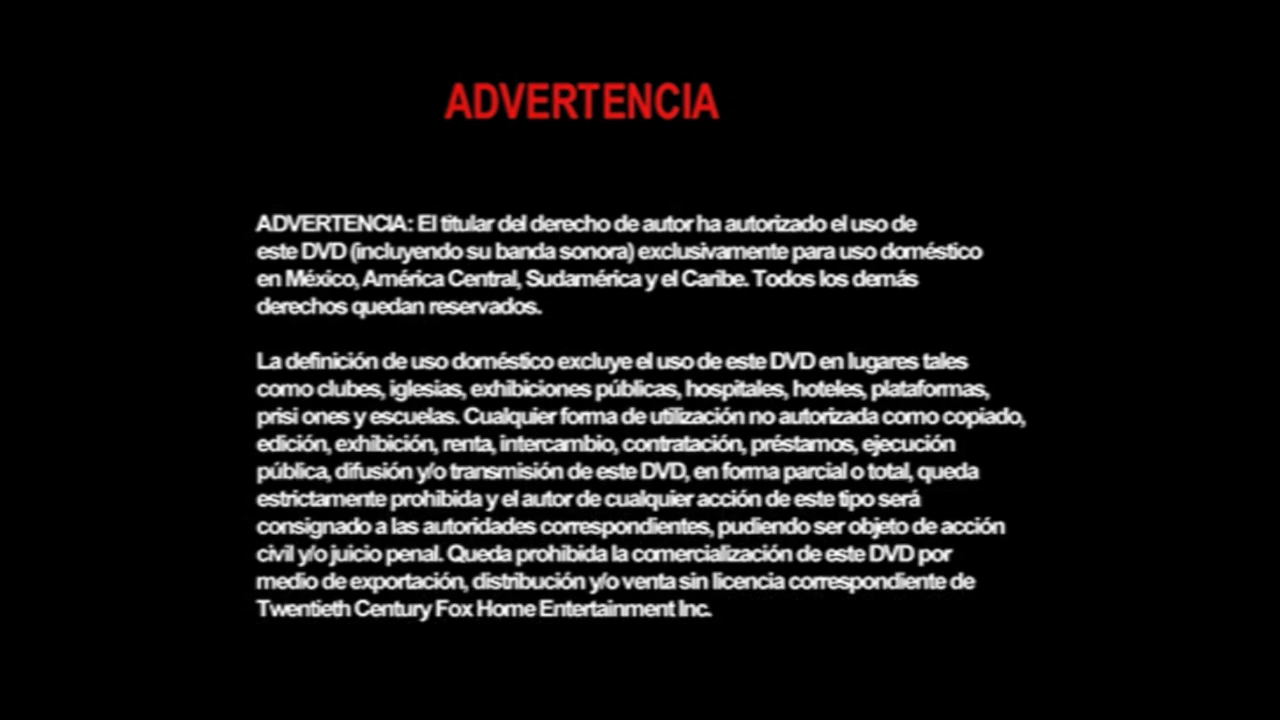 ADVERTENCIA
ADVERTENCIA: El titular del derecho de autor ha autorizado el uso de
este DVD (incluyendo su banda sonora) exclusivamente para uso doméstico
en México, América Central, Sudamérica y el Caribe. Todos los demás
derechos quedan reservados.
La definición de uso doméstico excluye el uso de este DVD en lugares tales
como clubes, iglesias, exhibiciones públicas, hospitales, hoteles, plataformas,
prisi ones y escuelas. Cualquier forma de utilización no autorizada como copiado,
edición, exhibición, renta, intercambio, contratación, préstamos, ejecución
pública, difusión y/o transmisión de este DVD, en forma parcial o total, queda
estrictamente prohibida y el autor de cualquier acción de este tipo será
consignado a las autoridades correspondientes, pudiendo ser objeto de acción
civil y/o juicio penal. Queda prohibida la comercialización de este DVD por
medio de exportación, distribución y/o venta sin licencia correspondiente de
Twentieth Century Fox Home Entertainment Inc.